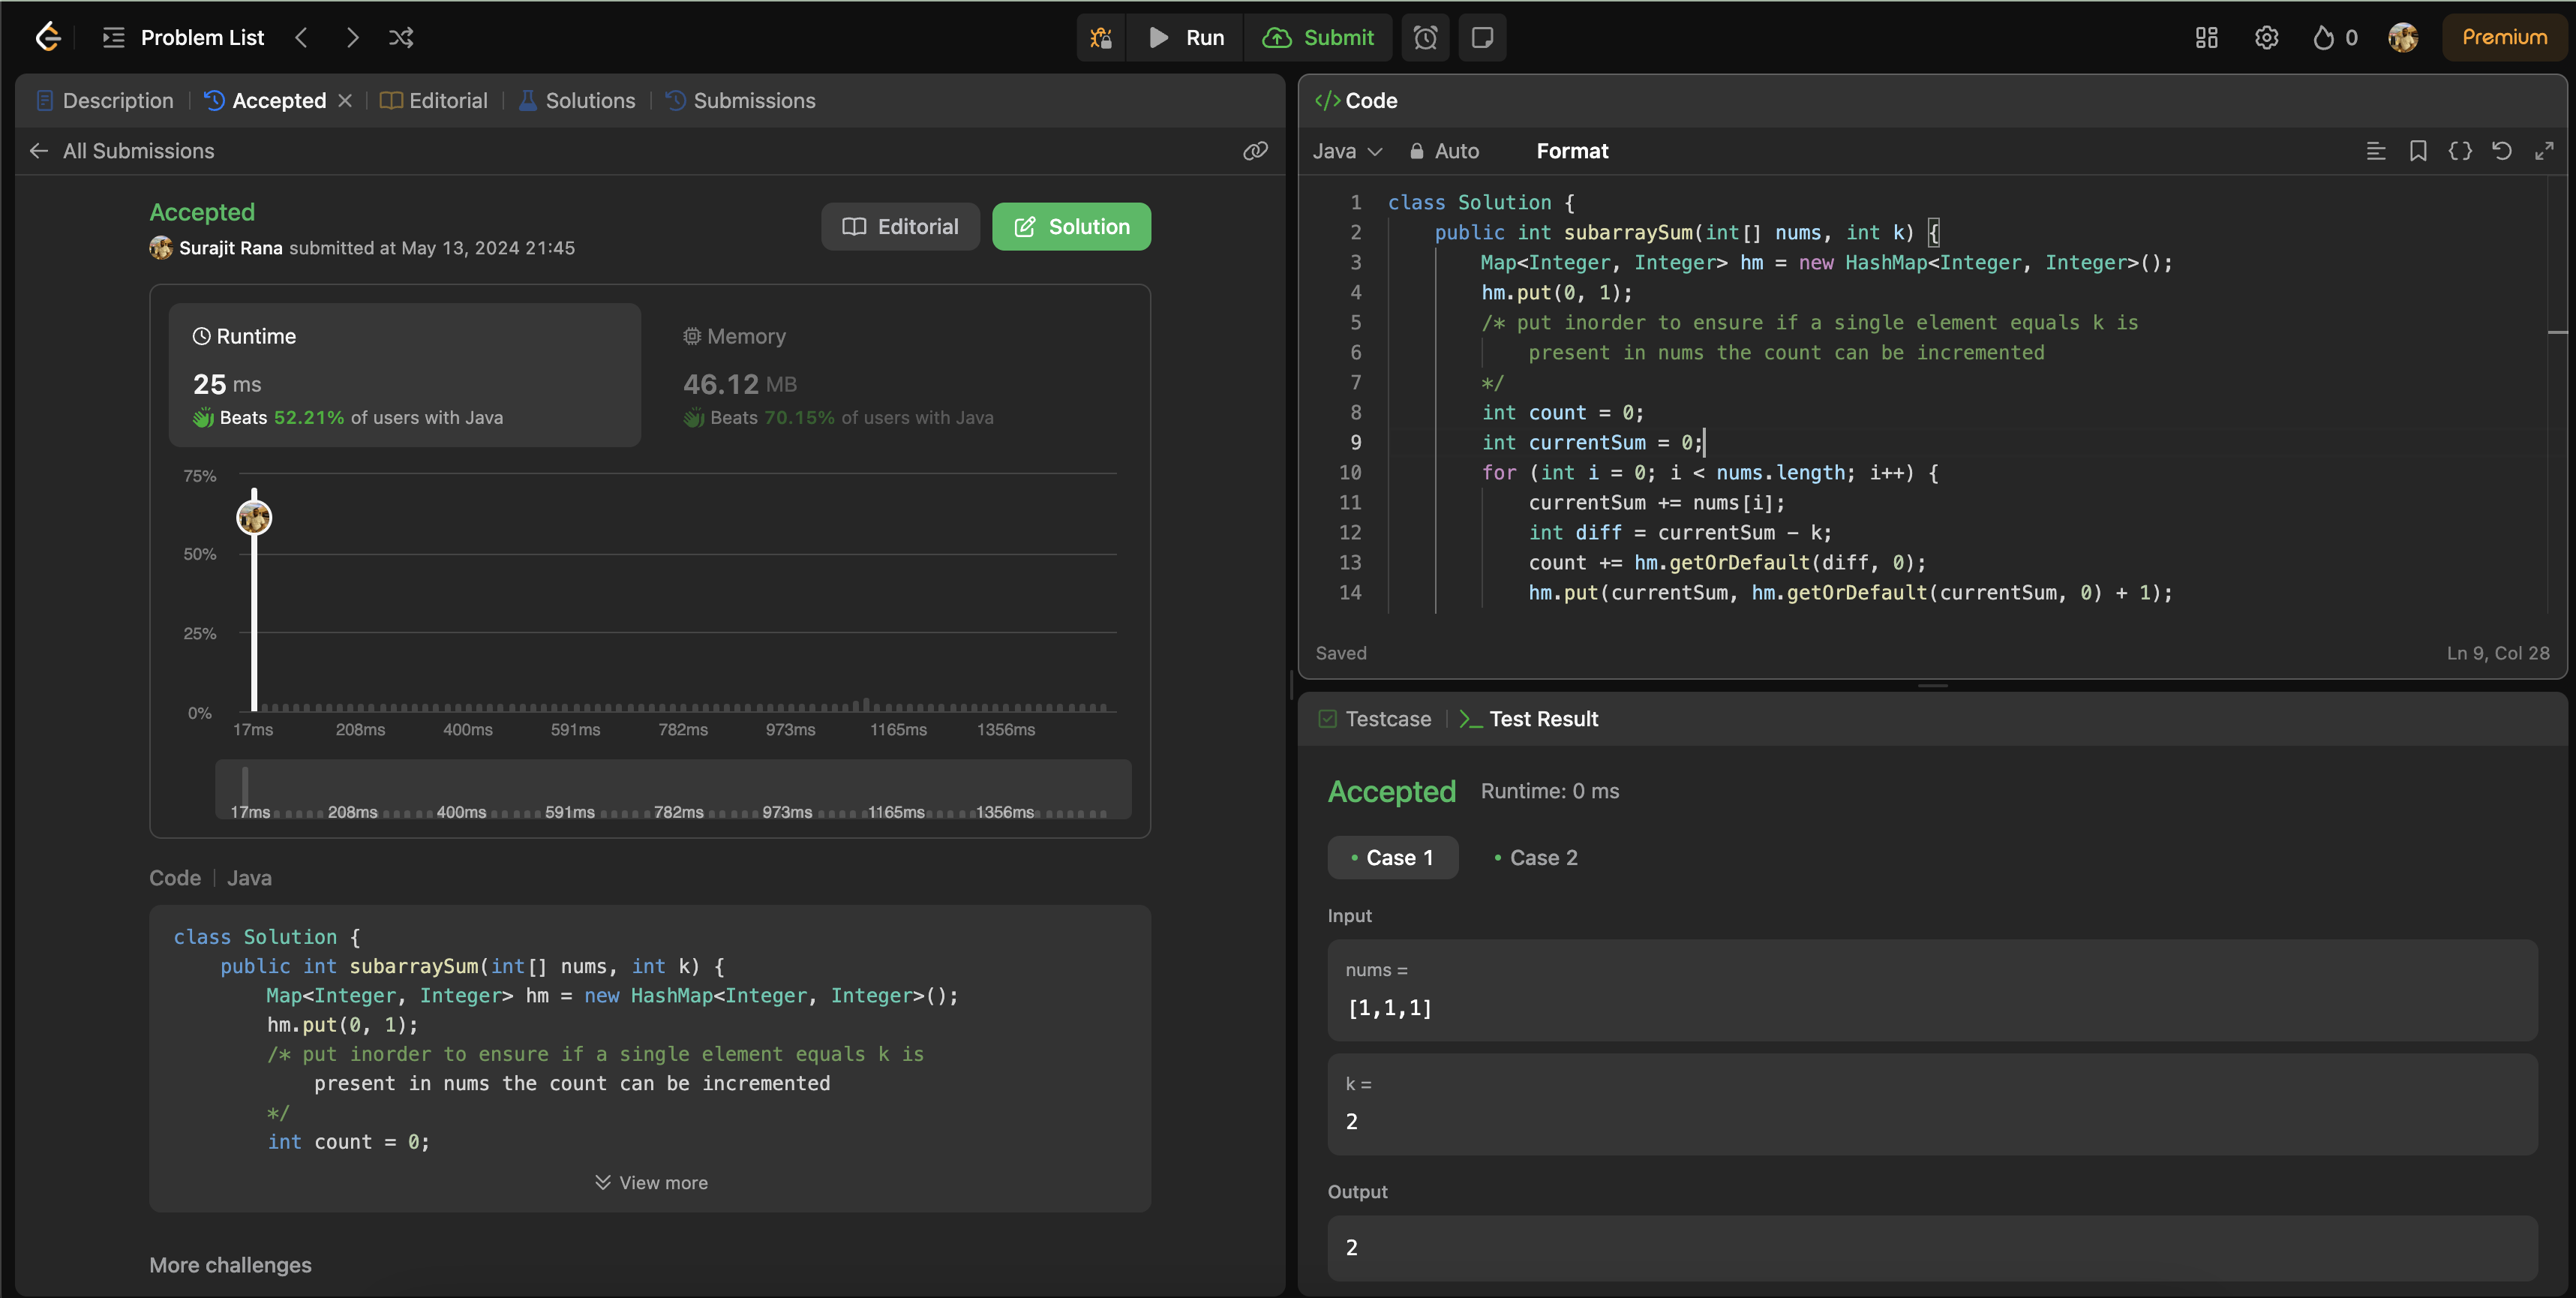 Problem List
Run
Submit
0
Premium
Description
Accepted
Editorial
Solutions
Submissions
All Submissions
Accepted
Surajit Rana submitted at May 13, 2024 21:45
Editorial
Solution
Runtime
25 ms
Beats 52.21% of users with Java
Memory
46.12 MB
Beats 70.15% of users with Java
75%
50%
25%
0%
17ms 208ms 400ms 591ms 782ms 973ms 1165ms 1356ms
17ms 208ms 400ms 591ms 782ms 973ms 1165ms 1356ms
Code | Java
class Solution {
public int subarraySum(int[] nums, int k) {
Map<Integer, Integer> hm = new HashMap<Integer, Integer>();
hm.put(0, 1);
/* put inorder to ensure if a single element equals k is
present in nums the count can be incremented
*/
int count = 0;
View more
More challenges
</> Code
Java
Auto
Format
1 class Solution {
2 public int subarraySum(int[] nums, int k) {
3 Map<Integer, Integer> hm = new HashMap<Integer, Integer>();
4 hm.put(0, 1);
5 /* put inorder to ensure if a single element equals k is
6 present in nums the count can be incremented
7 */
8 int count = 0;
9 int currentSum = 0;
10 for (int i = 0; i < nums.length; i++) {
11 currentSum += nums[i];
12 int diff = currentSum - k;
13 count += hm.getOrDefault(diff, 0);
14 hm.put(currentSum, hm.getOrDefault(currentSum, 0) + 1);
Saved
Ln 9, Col 28
Testcase
Test Result
Accepted
Runtime: 0 ms
Case 1
Case 2
Input
nums =
[1,1,1]
k =
2
Output
2